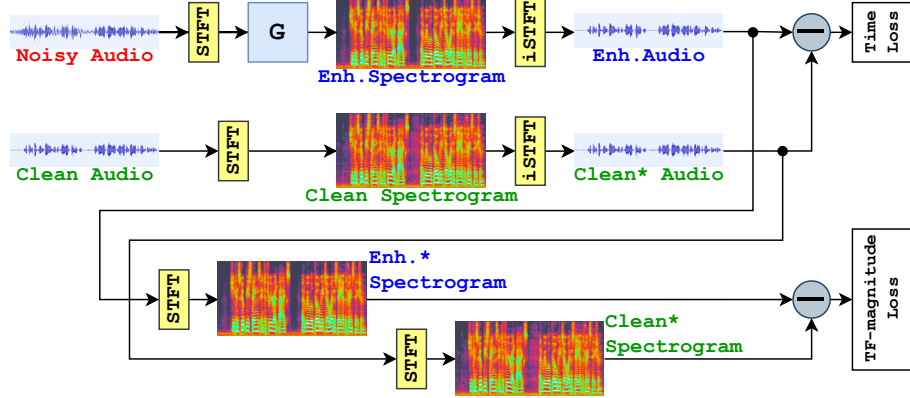 STFT
G
iSTFT
Time
Loss
Noisy Audio
Enh.Spectrogram
Enh.Audio
STFT
iSTFT
Clean Audio
Clean Spectrogram
Clean* Audio
STFT
Enh.*
Spectrogram
TF-magnitude
Loss
STFT
Clean*
Spectrogram